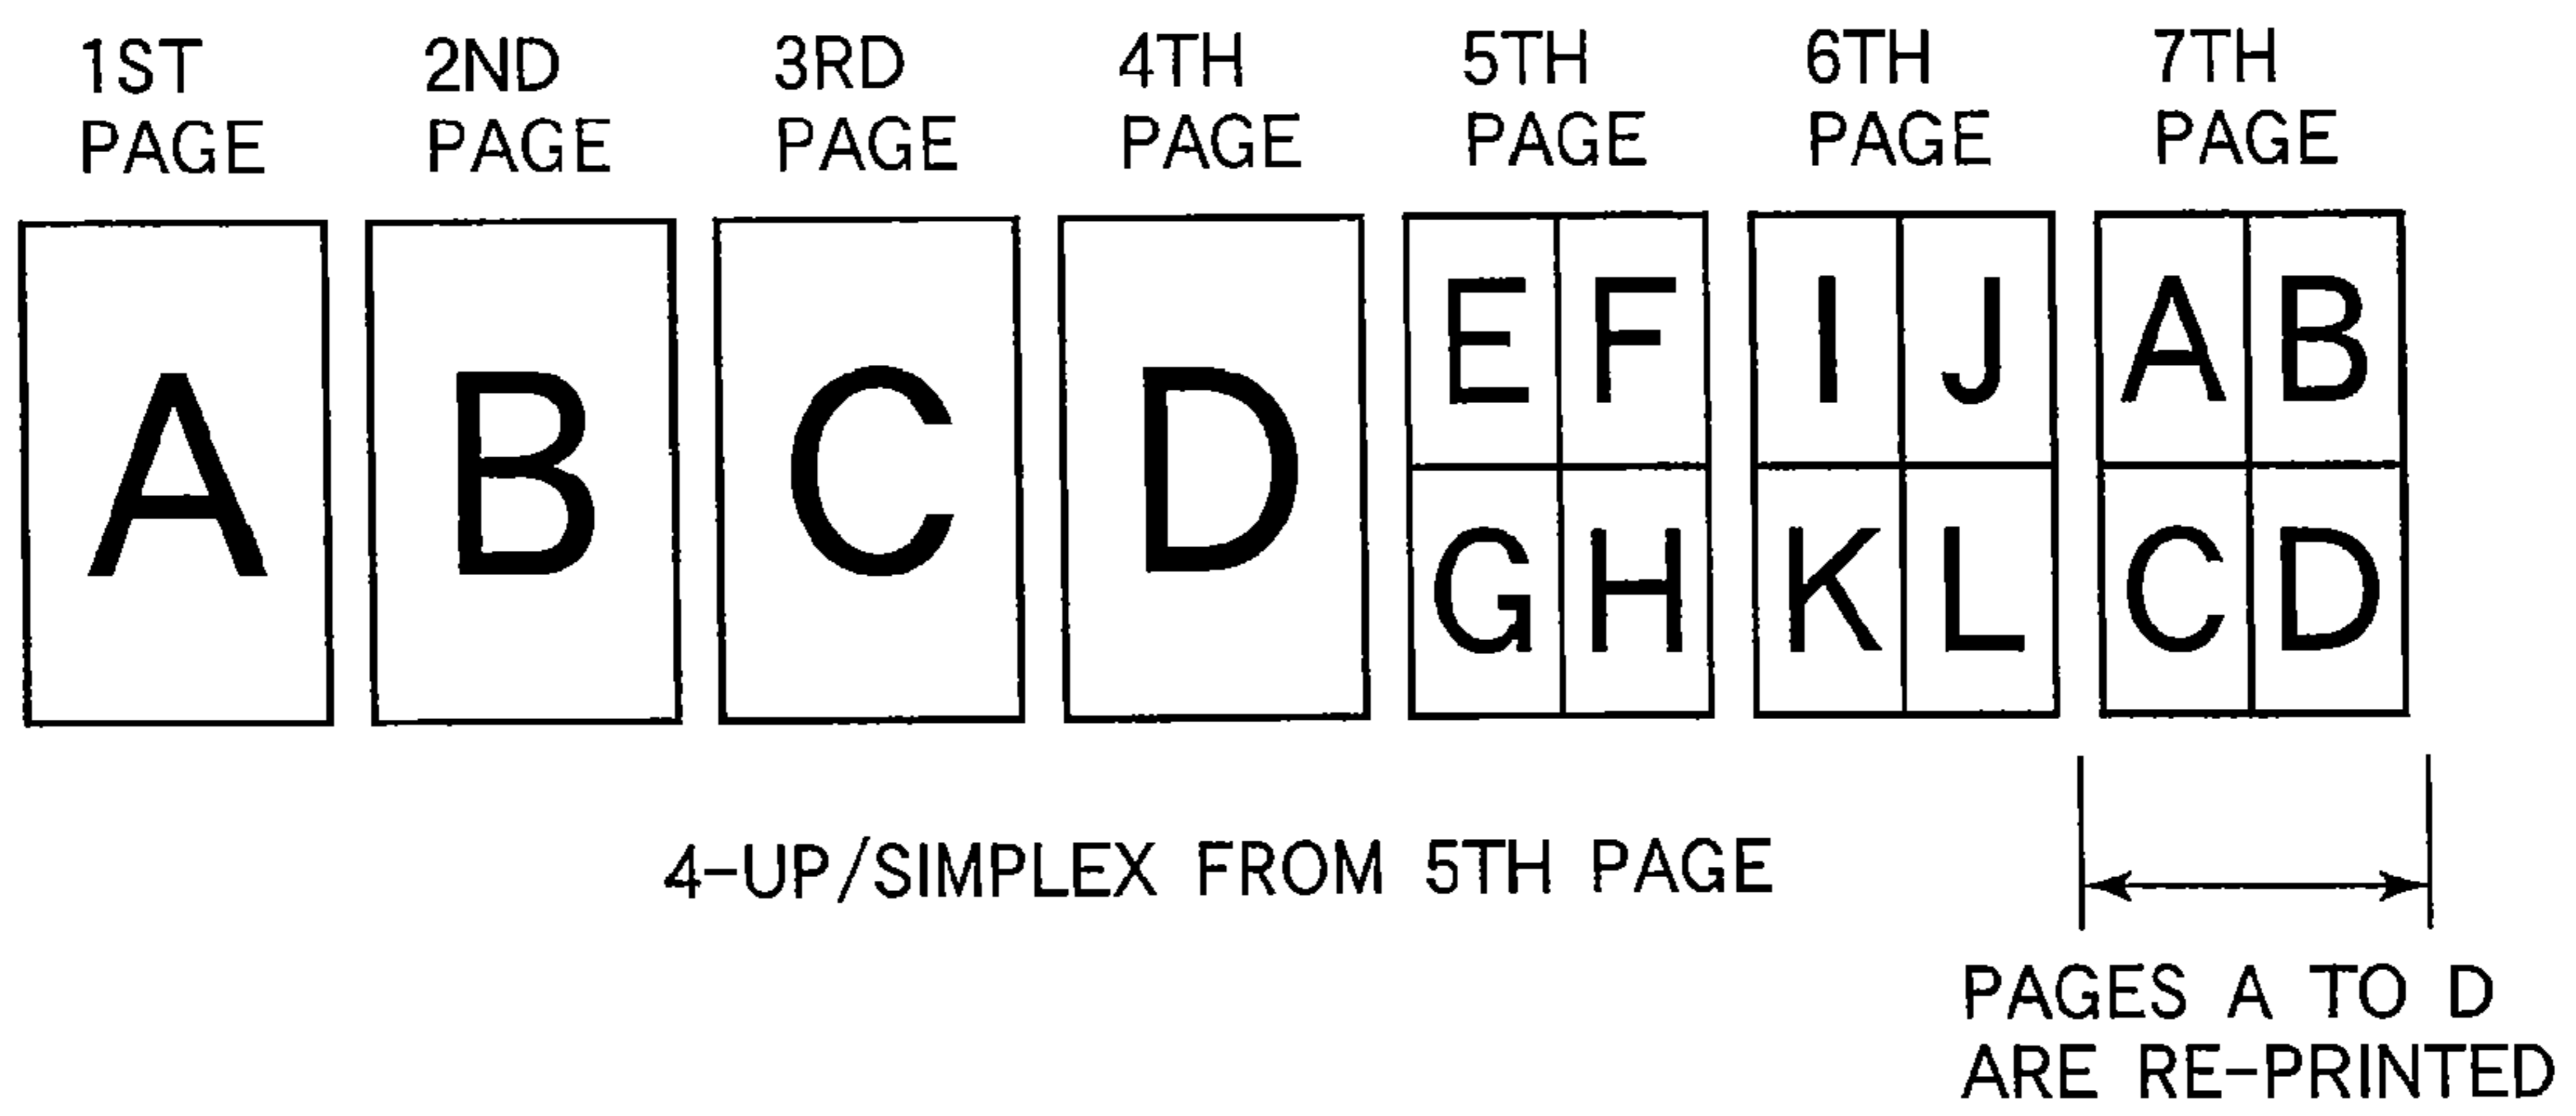 1ST PAGE
2ND PAGE
3RD PAGE
4TH PAGE
5TH PAGE
6TH PAGE
7TH PAGE
A
B
C
D
E F
G H
I J
K L
A B
C D
4-UP/SIMPLEX FROM 5TH PAGE
PAGES A TO D
ARE RE-PRINTED